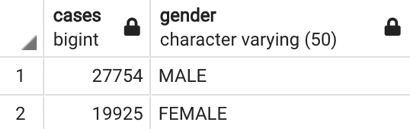 cases gender
bigint character varying (50)
1 27754 MALE
2 19925 FEMALE